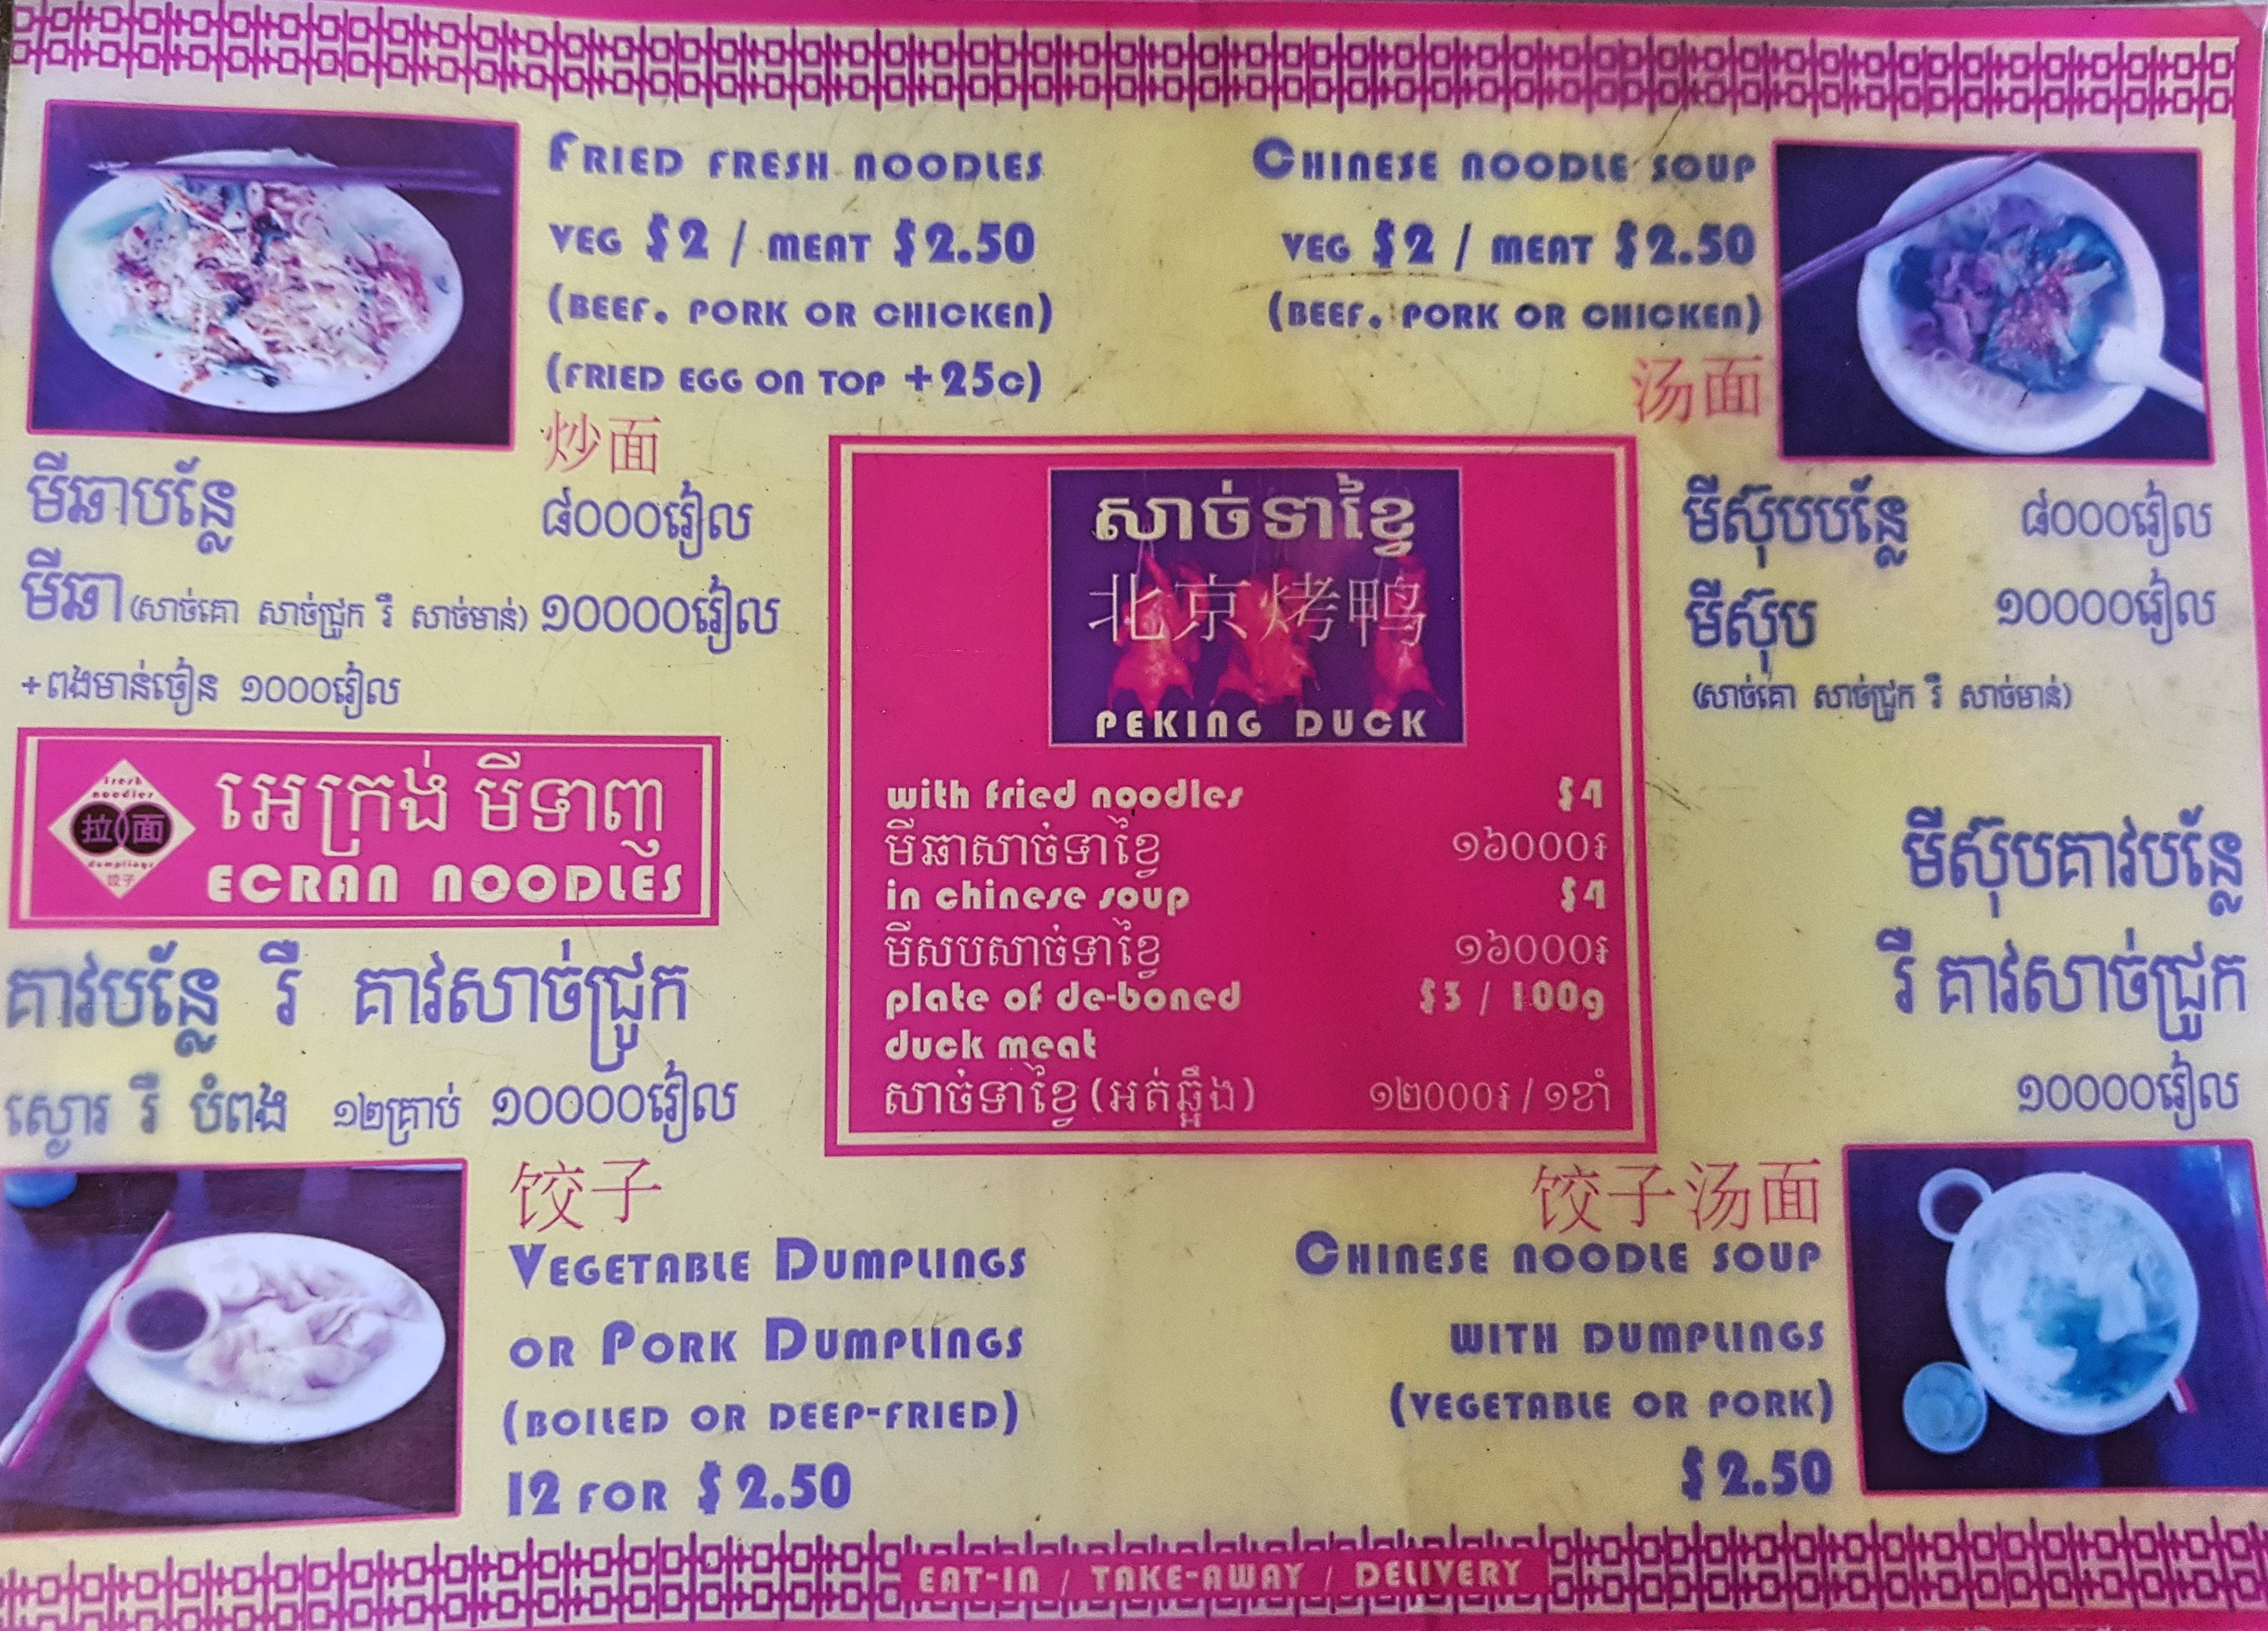 FRIED FRESH NOODLES
VEG $2 / MEAT $2.50
(BEEF. PORK OR CHICKEN)
(FRIED EGG ON TOP +25c)
炒面
មីឆាបន្លែ ៨០០០រៀល
មីឆា (សាច់គោ សាច់ជ្រូក រឺ សាច់មាន់) ១០០០០រៀល
+ពងមាន់ចៀន ១០០០រៀល
CHINESE NOODLE SOUP
VEG $2 / MEAT $2.50
(BEEF. PORK OR CHICKEN)
汤面
មីស៊ុបបន្លែ ៨០០០រៀល
មីស៊ុប ១០០០០រៀល
(សាច់គោ សាច់ជ្រូក រឺ សាច់មាន់)
សាច់ទាខ្វៃ
北京烤鸭
PEKING DUCK
with fried noodles $4
មីឆាសាច់ទាខ្វៃ ១៦០០០៛
in chinese soup $4
មីសបសាច់ទាខ្វៃ ១៦០០០៛
plate of de-boned $3 / 100g
duck meat
សាច់ទាខ្វៃ (អត់ឆ្អឹង) ១២០០០៛ / ១ខាំ
fresh
noodles
拉面
dumplings
饺子
អេក្រង់ មីទាញ
ECRAN NOODLES
គាវបន្លែ រឺ គាវសាច់ជ្រូក
ស្ងោរ រឺ បំពង ១២គ្រាប់ ១០០០០រៀល
饺子
VEGETABLE DUMPLINGS
OR PORK DUMPLINGS
(BOILED OR DEEP-FRIED)
12 FOR $2.50
មីស៊ុបគាវបន្លែ
រឺ គាវសាច់ជ្រូក
១០០០០រៀល
饺子汤面
CHINESE NOODLE SOUP
WITH DUMPLINGS
(VEGETABLE OR PORK)
$2.50
EAT-IN / TAKE-AWAY / DELIVERY